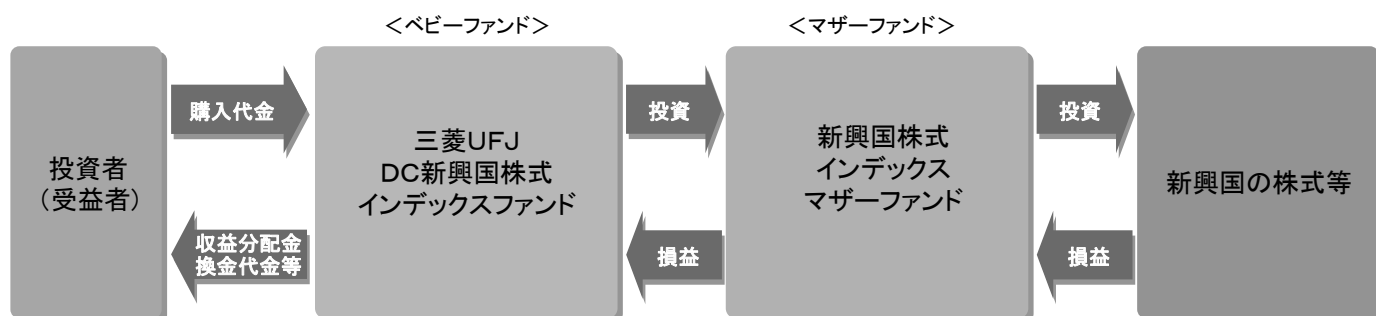 <ベビーファンド>
<マザーファンド>
投資者
(受益者)
購入代金
収益分配金
換金代金等
三菱UFJ
DC新興国株式
インデックスファンド
投資
損益
新興国株式
インデックス
マザーファンド
投資
損益
新興国の株式等